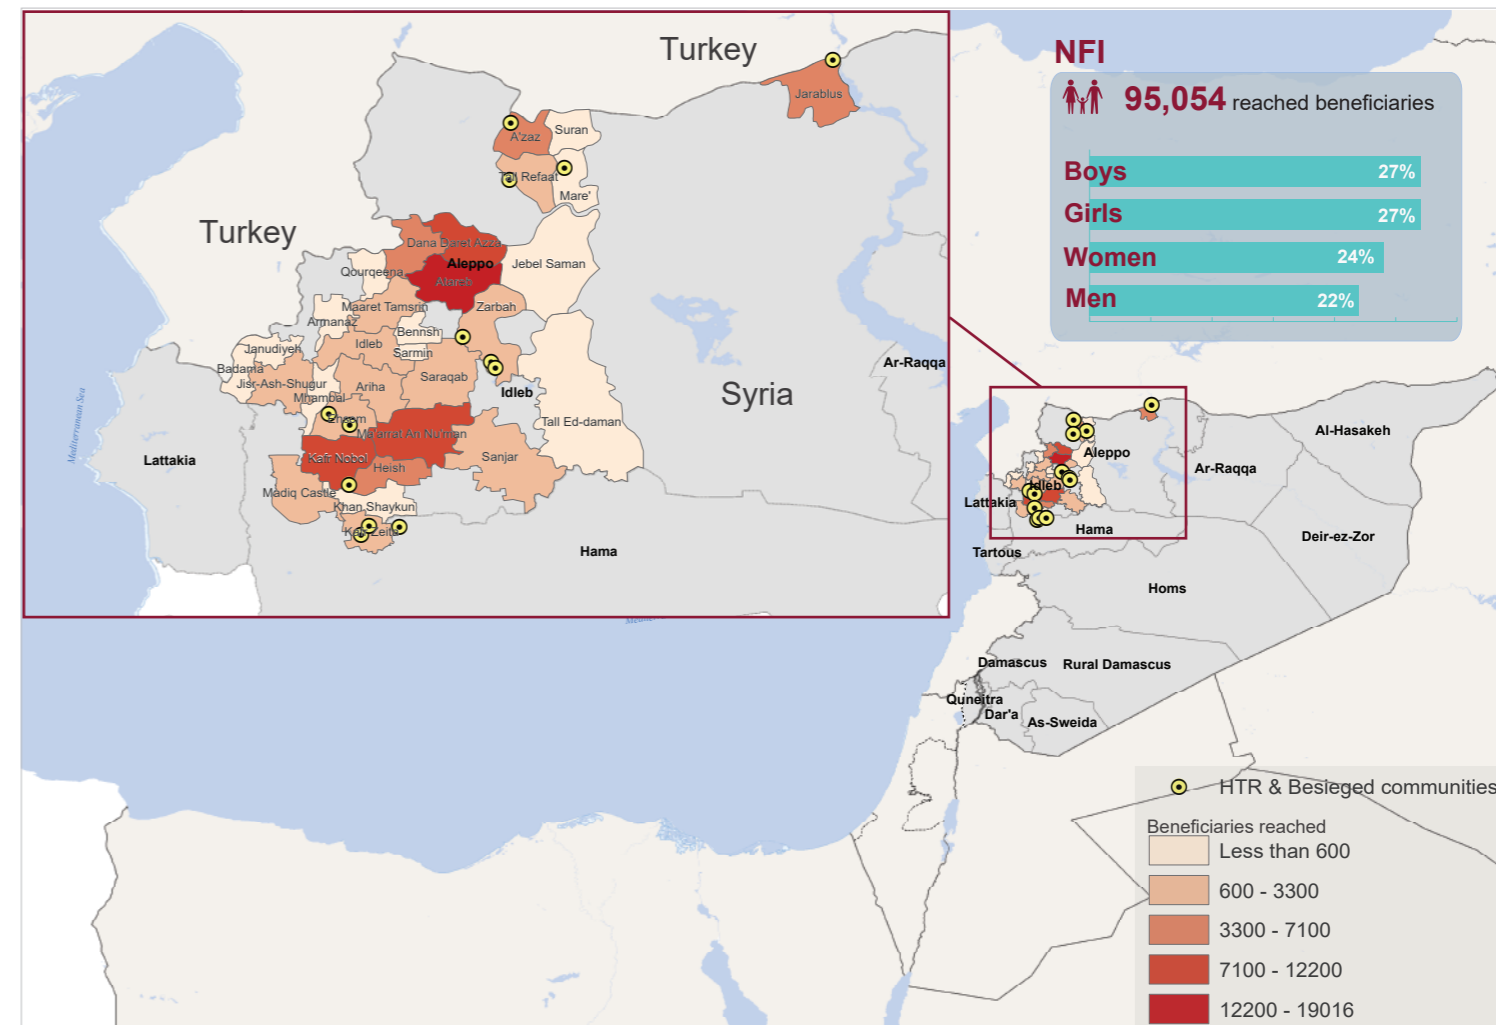 Turkey
Turkey
Syria
Jarablus
A'zaz
Suran
Tall Refaat
Mare'
Dana
Daret Azza
Aleppo
Atareb
Jebel Saman
Qourqeena
Maaret Tamsrin
Zarbah
Armanaz
Bennsh
Idleb
Sarmin
Janudiyeh
Badama
Jisr-Ash-Shugur
Ariha
Saraqab
Idleb
Mhambal
Ehsem
Ma'arrat An Nu'man
Tall Ed-daman
Kafr Nobol
Heish
Sanjar
Madiq Castle
Khan Shaykun
Kafr Zeita
Lattakia
Hama
Ar-Raqqa
Mediterranean Sea
NFI
95,054 reached beneficiaries
Boys 27%
Girls 27%
Women 24%
Men 22%
Aleppo
Al-Hasakeh
Ar-Raqqa
Idleb
Lattakia
Hama
Deir-ez-Zor
Tartous
Homs
Damascus
Rural Damascus
Quneitra
Dar'a
As-Sweida
HTR & Besieged communities
Beneficiaries reached
Less than 600
600 - 3300
3300 - 7100
7100 - 12200
12200 - 19016